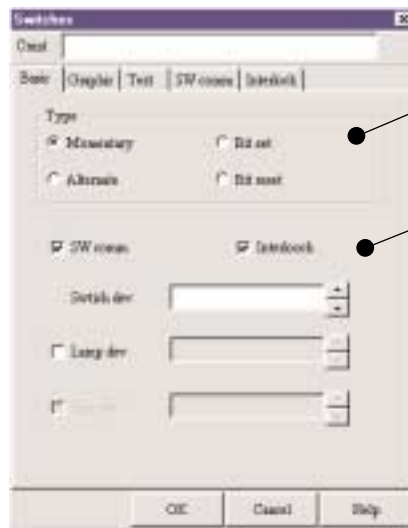 Switches
Cmnt
Basic Graphic Text SW comm Interlock
Type
Momentary Bit set
Alternate Bit reset
SW comm Interlock
Switch dev
Lamp dev
OK Cancel Help